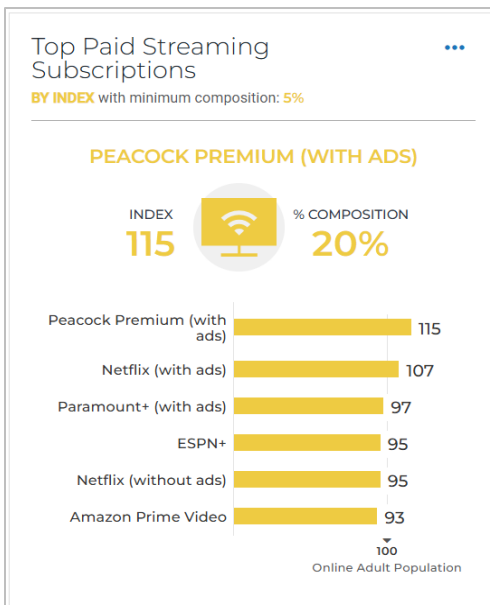 Top Paid Streaming
Subscriptions
BY INDEX with minimum composition: 5%
PEACOCK PREMIUM (WITH ADS)
INDEX
115
% COMPOSITION
20%
Peacock Premium (with
ads)
115
Netflix (with ads)
107
Paramount+ (with ads)
97
ESPN+
95
Netflix (without ads)
95
Amazon Prime Video
93
100
Online Adult Population